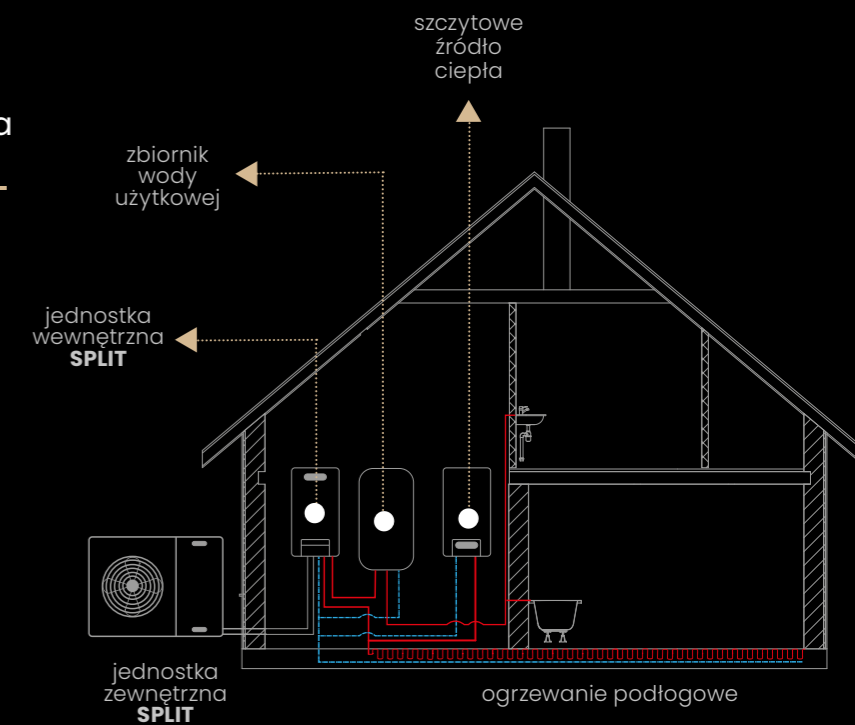 szczytowe
źródło
ciepła
a
zbiornik
wody
użytkowej
jednostka
wewnętrzna
SPLIT
jednostka
zewnętrzna
SPLIT
ogrzewanie podłogowe